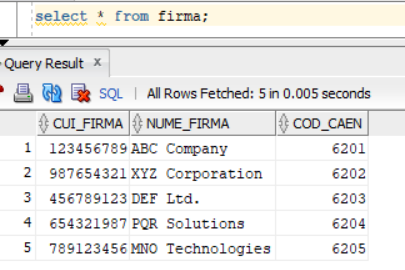 select * from firma;
Query Result x
SQL | All Rows Fetched: 5 in 0.005 seconds
CUI_FIRMA NUME_FIRMA COD_CAEN
1 123456789 ABC Company 6201
2 987654321 XYZ Corporation 6202
3 456789123 DEF Ltd. 6203
4 654321987 PQR Solutions 6204
5 789123456 MNO Technologies 6205